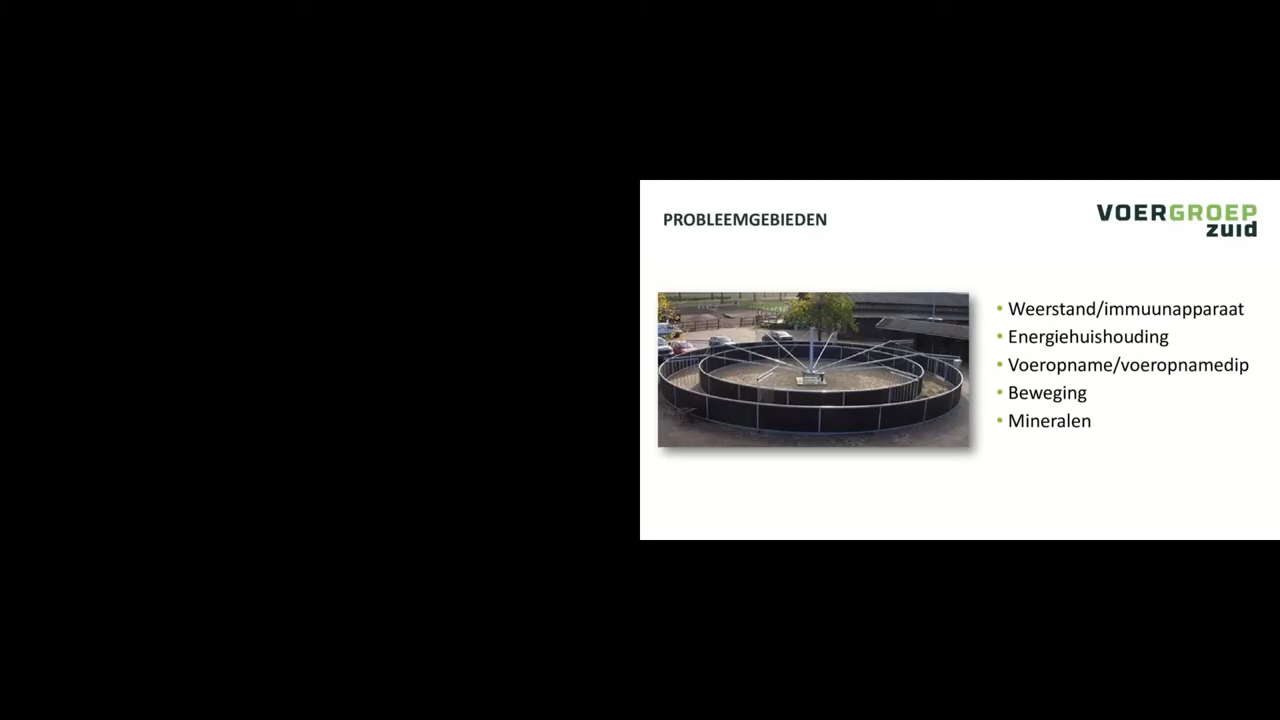 PROBLEEMGEBIEDEN
VOERGROEP
zuid
• Weerstand/immuunapparaat
• Energiehuishouding
• Voeropname/voeropnamedip
• Beweging
• Mineralen